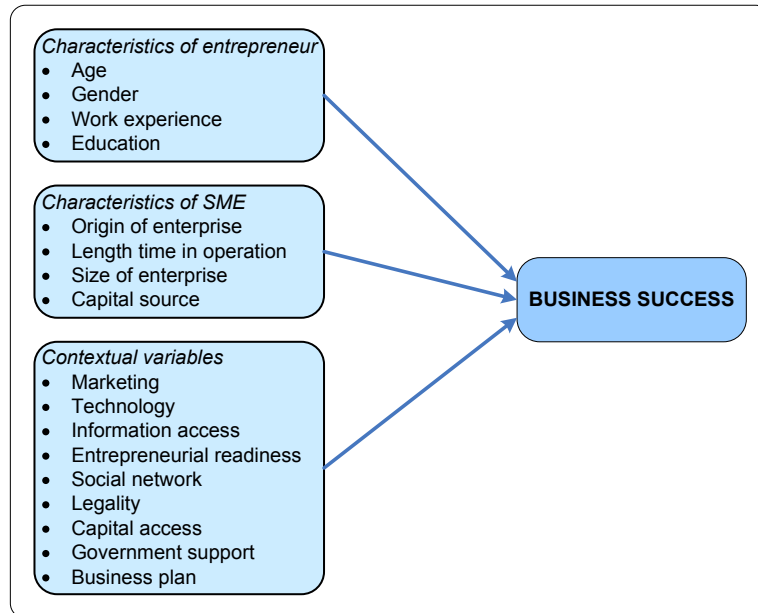 Characteristics of entrepreneur
• Age
• Gender
• Work experience
• Education
Characteristics of SME
• Origin of enterprise
• Length time in operation
• Size of enterprise
• Capital source
BUSINESS SUCCESS
Contextual variables
• Marketing
• Technology
• Information access
• Entrepreneurial readiness
• Social network
• Legality
• Capital access
• Government support
• Business plan